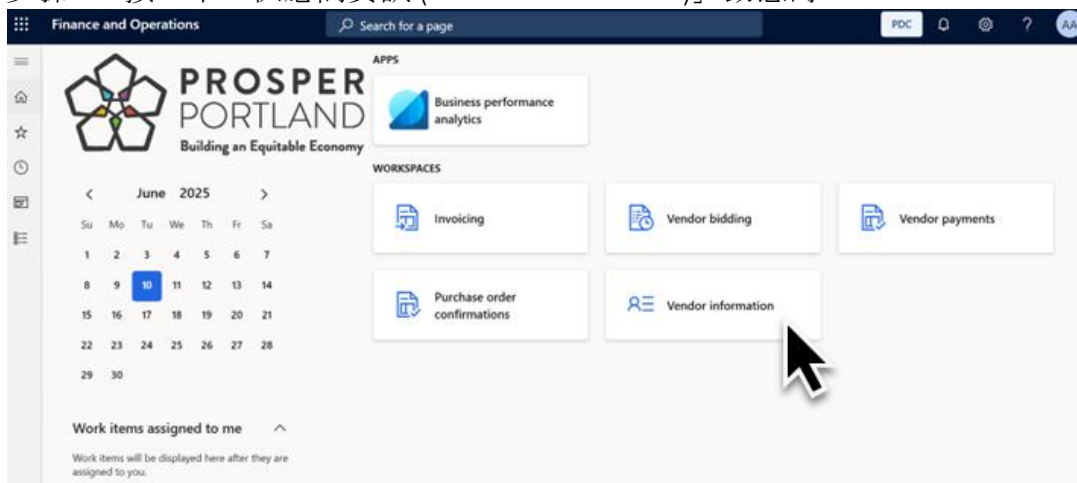 Finance and Operations
Search for a page
PDC
?
AA
PROSPER
PORTLAND
Building an Equitable Economy
APPS
Business performance
analytics
WORKSPACES
Invoicing
Vendor bidding
Vendor payments
Purchase order
confirmations
Vendor information
June 2025
Su Mo Tu We Th Fr Sa
1 2 3 4 5 6 7
8 9 10 11 12 13 14
15 16 17 18 19 20 21
22 23 24 25 26 27 28
29 30
Work items assigned to me
Work items will be displayed here after they are
assigned to you.